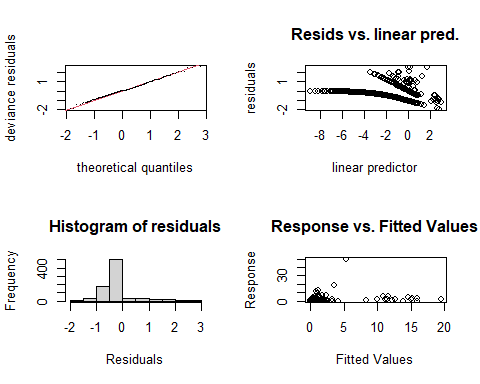 deviance residuals
-2 1
-2 -1 0 1 2 3
theoretical quantiles
Resids vs. linear pred.
residuals
-2 1
-8 -6 -4 -2 0 2
linear predictor
Histogram of residuals
Frequency
0 400
-2 -1 0 1 2 3
Residuals
Response vs. Fitted Values
Response
0 30
0 5 10 15 20
Fitted Values